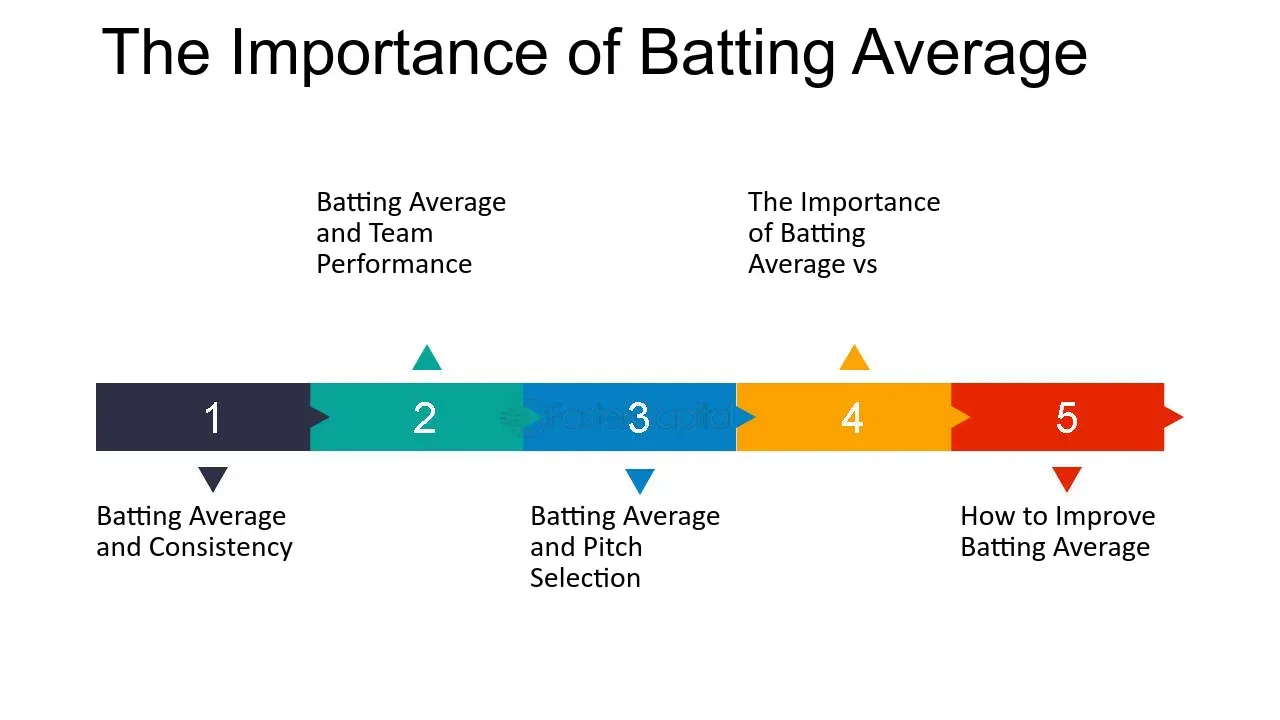 The Importance of Batting Average
Batting Average
and Team
Performance
The Importance
of Batting
Average vs
1
2
3
4
5
FasterCapital
Batting Average
and Consistency
Batting Average
and Pitch
Selection
How to Improve
Batting Average